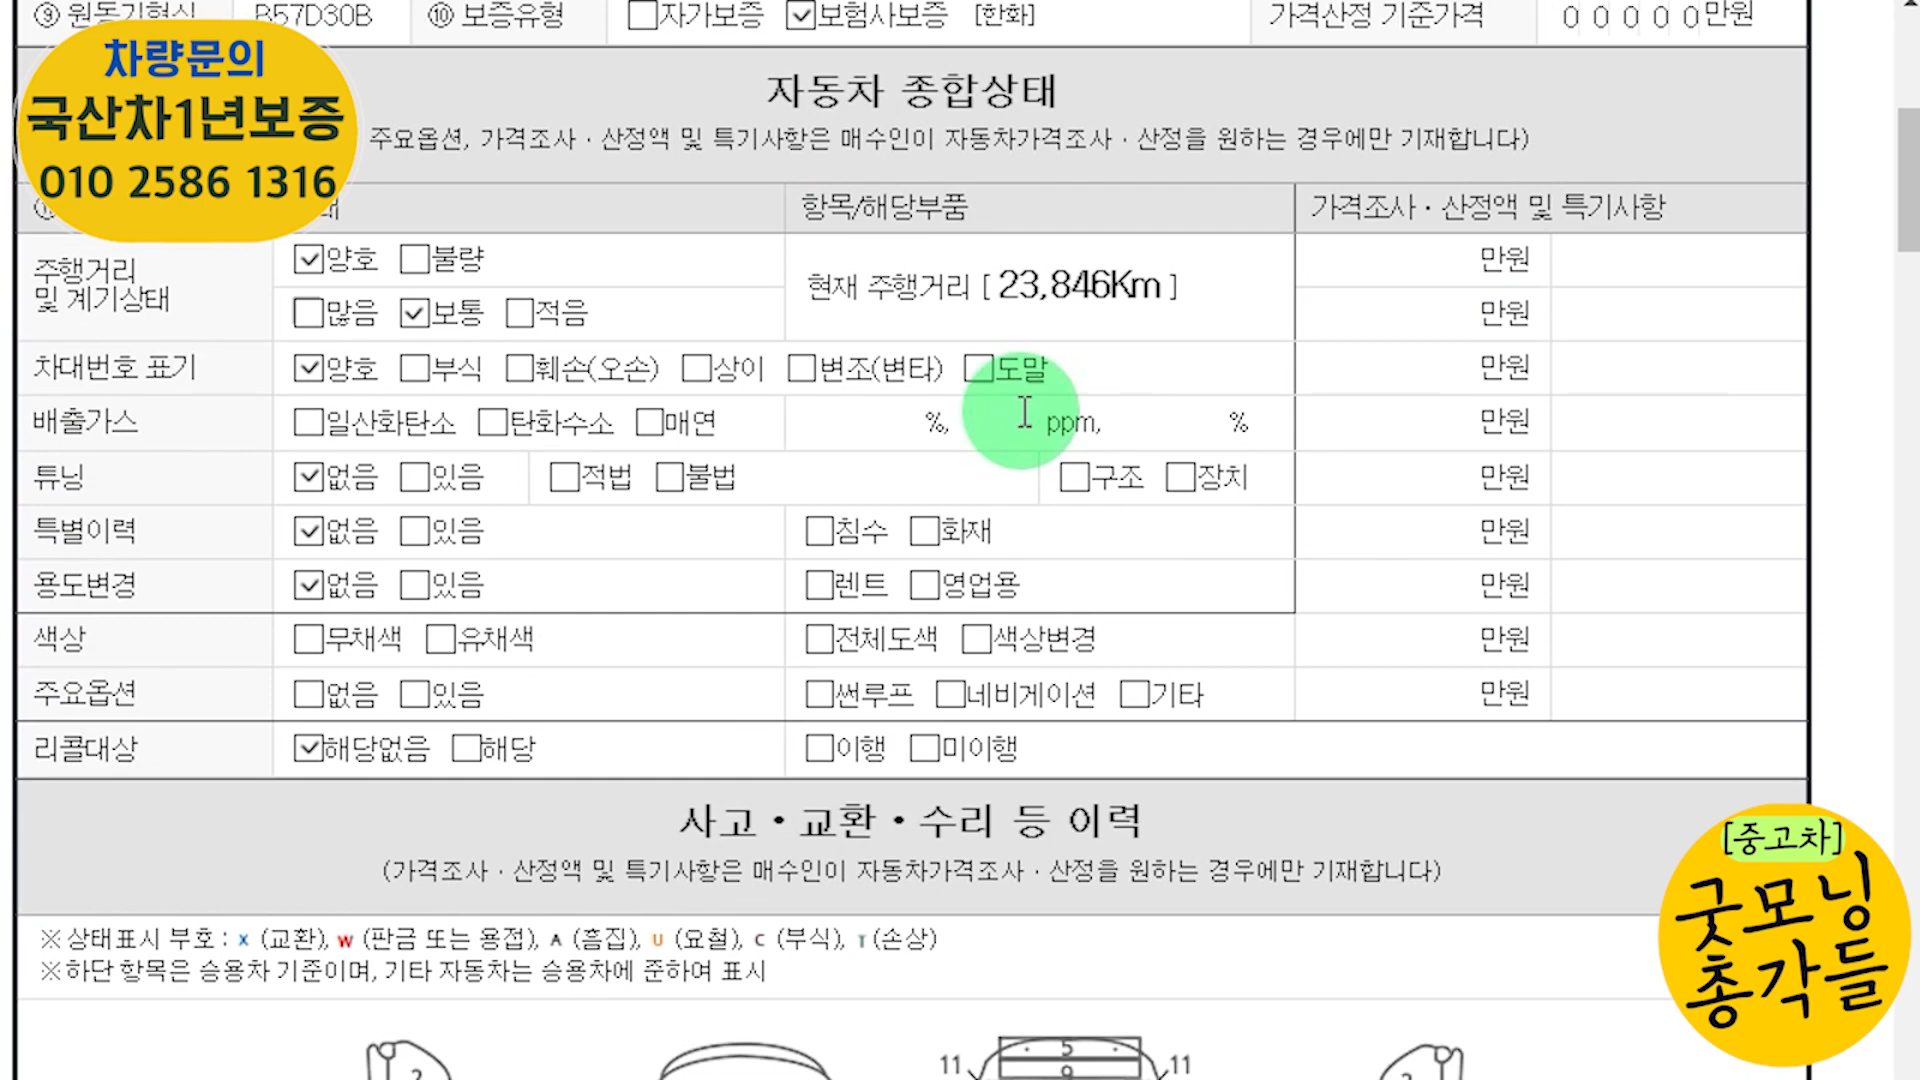 ⑨ 원동기형식 B57D30B ⑩ 보증유형 자가보증 보험사보증 [한화] 가격산정 기준가격 0 0 0 0 0만원
차량문의
국산차1년보증
010 2586 1316
자동차 종합상태
주요옵션, 가격조사 · 산정액 및 특기사항은 매수인이 자동차가격조사 · 산정을 원하는 경우에만 기재합니다)
항목/해당부품 가격조사 · 산정액 및 특기사항
주행거리 및 계기상태 양호 불량 현재 주행거리 [ 23,846Km ] 만원
많음 보통 적음 만원
차대번호 표기 양호 부식 훼손(오손) 상이 변조(변타) 도말 만원
배출가스 일산화탄소 탄화수소 매연 %, ppm, % 만원
튜닝 없음 있음 적법 불법 구조 장치 만원
특별이력 없음 있음 침수 화재 만원
용도변경 없음 있음 렌트 영업용 만원
색상 무채색 유채색 전체도색 색상변경 만원
주요옵션 없음 있음 썬루프 네비게이션 기타 만원
리콜대상 해당없음 해당 이행 미이행
사고 • 교환 • 수리 등 이력
(가격조사 · 산정액 및 특기사항은 매수인이 자동차가격조사 · 산정을 원하는 경우에만 기재합니다)
※ 상태표시 부호 : X (교환), W (판금 또는 용접), A (흠집), U (요철), C (부식), T (손상)
※ 하단 항목은 승용차 기준이며, 기타 자동차는 승용차에 준하여 표시
[중고차]
굿모닝
총각들
11 5 11
9